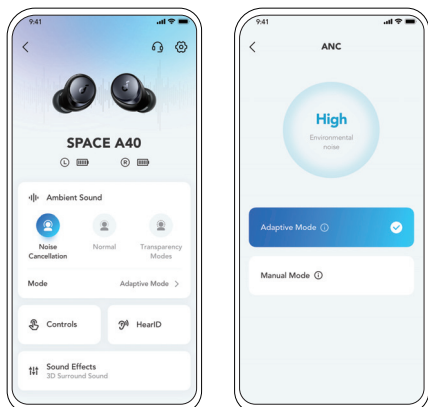 9:41
SPACE A40
L
R
Ambient Sound
Noise Cancellation
Normal
Transparency Modes
Mode
Adaptive Mode >
Controls
HearID
Sound Effects
3D Surround Sound
9:41
ANC
High
Environmental
noise
Adaptive Mode
Manual Mode